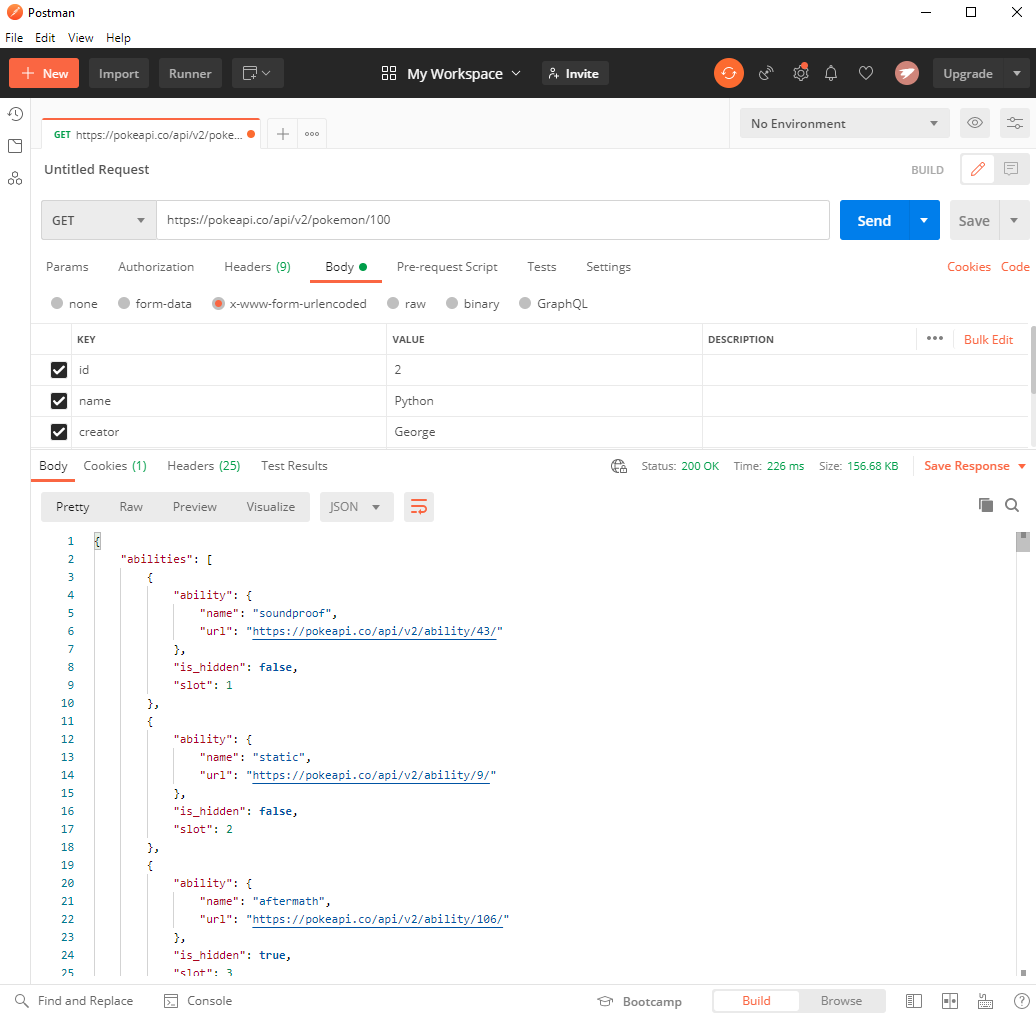 Postman
File Edit View Help
+ New Import Runner My Workspace Invite Upgrade
GET https://pokeapi.co/api/v2/poke... + ••• No Environment
Untitled Request BUILD
GET https://pokeapi.co/api/v2/pokemon/100 Send Save
Params Authorization Headers (9) Body Pre-request Script Tests Settings Cookies Code
none form-data x-www-form-urlencoded raw binary GraphQL
KEY VALUE DESCRIPTION ••• Bulk Edit
id 2
name Python
creator George
Body Cookies (1) Headers (25) Test Results Status: 200 OK Time: 226 ms Size: 156.68 KB Save Response
Pretty Raw Preview Visualize JSON
1 {
2 "abilities": [
3 {
4 "ability": {
5 "name": "soundproof",
6 "url": "https://pokeapi.co/api/v2/ability/43/"
7 },
8 "is_hidden": false,
9 "slot": 1
10 },
11 {
12 "ability": {
13 "name": "static",
14 "url": "https://pokeapi.co/api/v2/ability/9/"
15 },
16 "is_hidden": false,
17 "slot": 2
18 },
19 {
20 "ability": {
21 "name": "aftermath",
22 "url": "https://pokeapi.co/api/v2/ability/106/"
23 },
24 "is_hidden": true,
25 "slot": 3
Find and Replace Console Bootcamp Build Browse